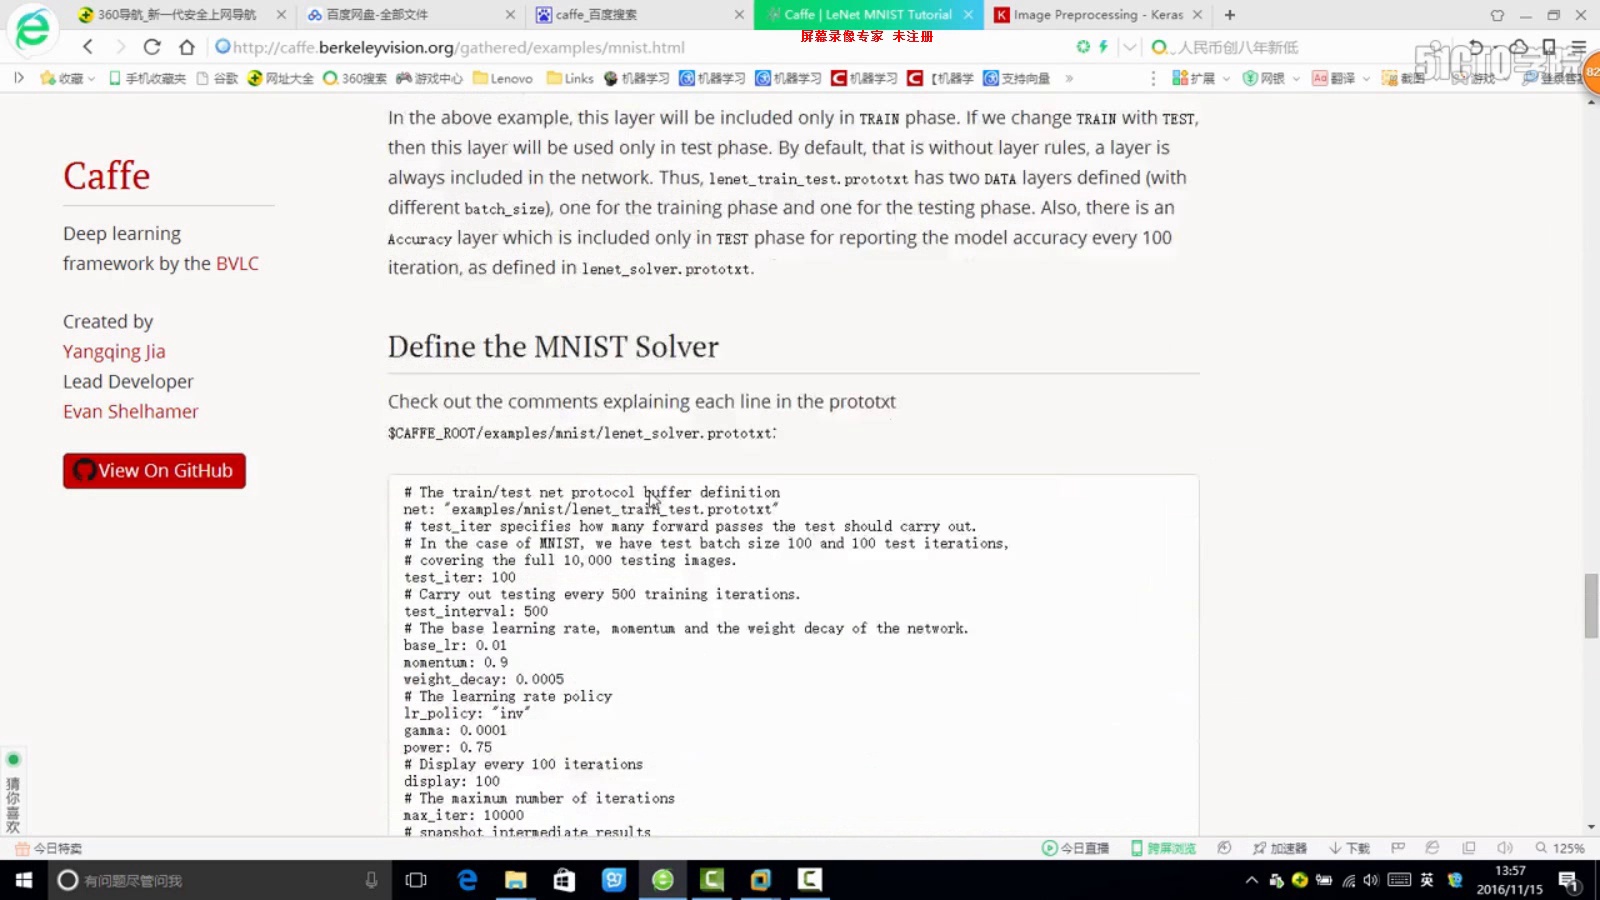 360导航_新一代安全上网导航
百度网盘-全部文件
caffe_百度搜索
Caffe | LeNet MNIST Tutorial
Image Preprocessing - Keras
屏幕录像专家 未注册
http://caffe.berkeleyvision.org/gathered/examples/mnist.html
人民币创八年新低
51CTO学院
收藏
手机收藏夹
谷歌
网址大全
360搜索
游戏中心
Lenovo
Links
机器学习
机器学习
机器学习
机器学习
【机器学
支持向量
»
扩展
网银
翻译
截图
游戏
82
In the above example, this layer will be included only in TRAIN phase. If we change TRAIN with TEST,
then this layer will be used only in test phase. By default, that is without layer rules, a layer is
always included in the network. Thus, lenet_train_test.prototxt has two DATA layers defined (with
different batch_size), one for the training phase and one for the testing phase. Also, there is an
Accuracy layer which is included only in TEST phase for reporting the model accuracy every 100
iteration, as defined in lenet_solver.prototxt.
Caffe
Deep learning
framework by the BVLC
Created by
Yangqing Jia
Lead Developer
Evan Shelhamer
View On GitHub
Define the MNIST Solver
Check out the comments explaining each line in the prototxt
$CAFFE_ROOT/examples/mnist/lenet_solver.prototxt:
# The train/test net protocol buffer definition
net: "examples/mnist/lenet_train_test.prototxt"
# test_iter specifies how many forward passes the test should carry out.
# In the case of MNIST, we have test batch size 100 and 100 test iterations,
# covering the full 10,000 testing images.
test_iter: 100
# Carry out testing every 500 training iterations.
test_interval: 500
# The base learning rate, momentum and the weight decay of the network.
base_lr: 0.01
momentum: 0.9
weight_decay: 0.0005
# The learning rate policy
lr_policy: "inv"
gamma: 0.0001
power: 0.75
# Display every 100 iterations
display: 100
# The maximum number of iterations
max_iter: 10000
# snapshot intermediate results
猜你喜欢
今日特卖
今日直播
跨屏浏览
加速器
下载
125%
有问题尽管问我
英
13:57
2016/11/15
1